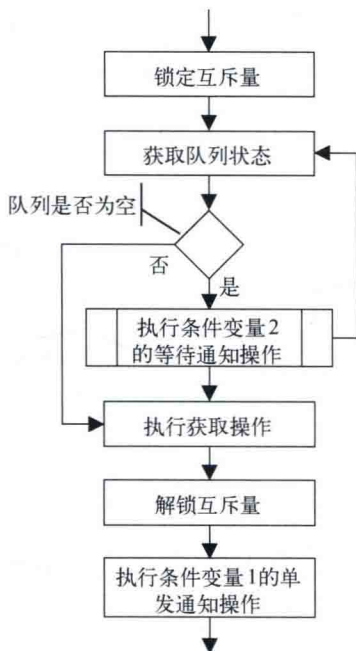 锁定互斥量
获取队列状态
队列是否为空
否
是
执行条件变量2
的等待通知操作
执行获取操作
解锁互斥量
执行条件变量1的单
发通知操作